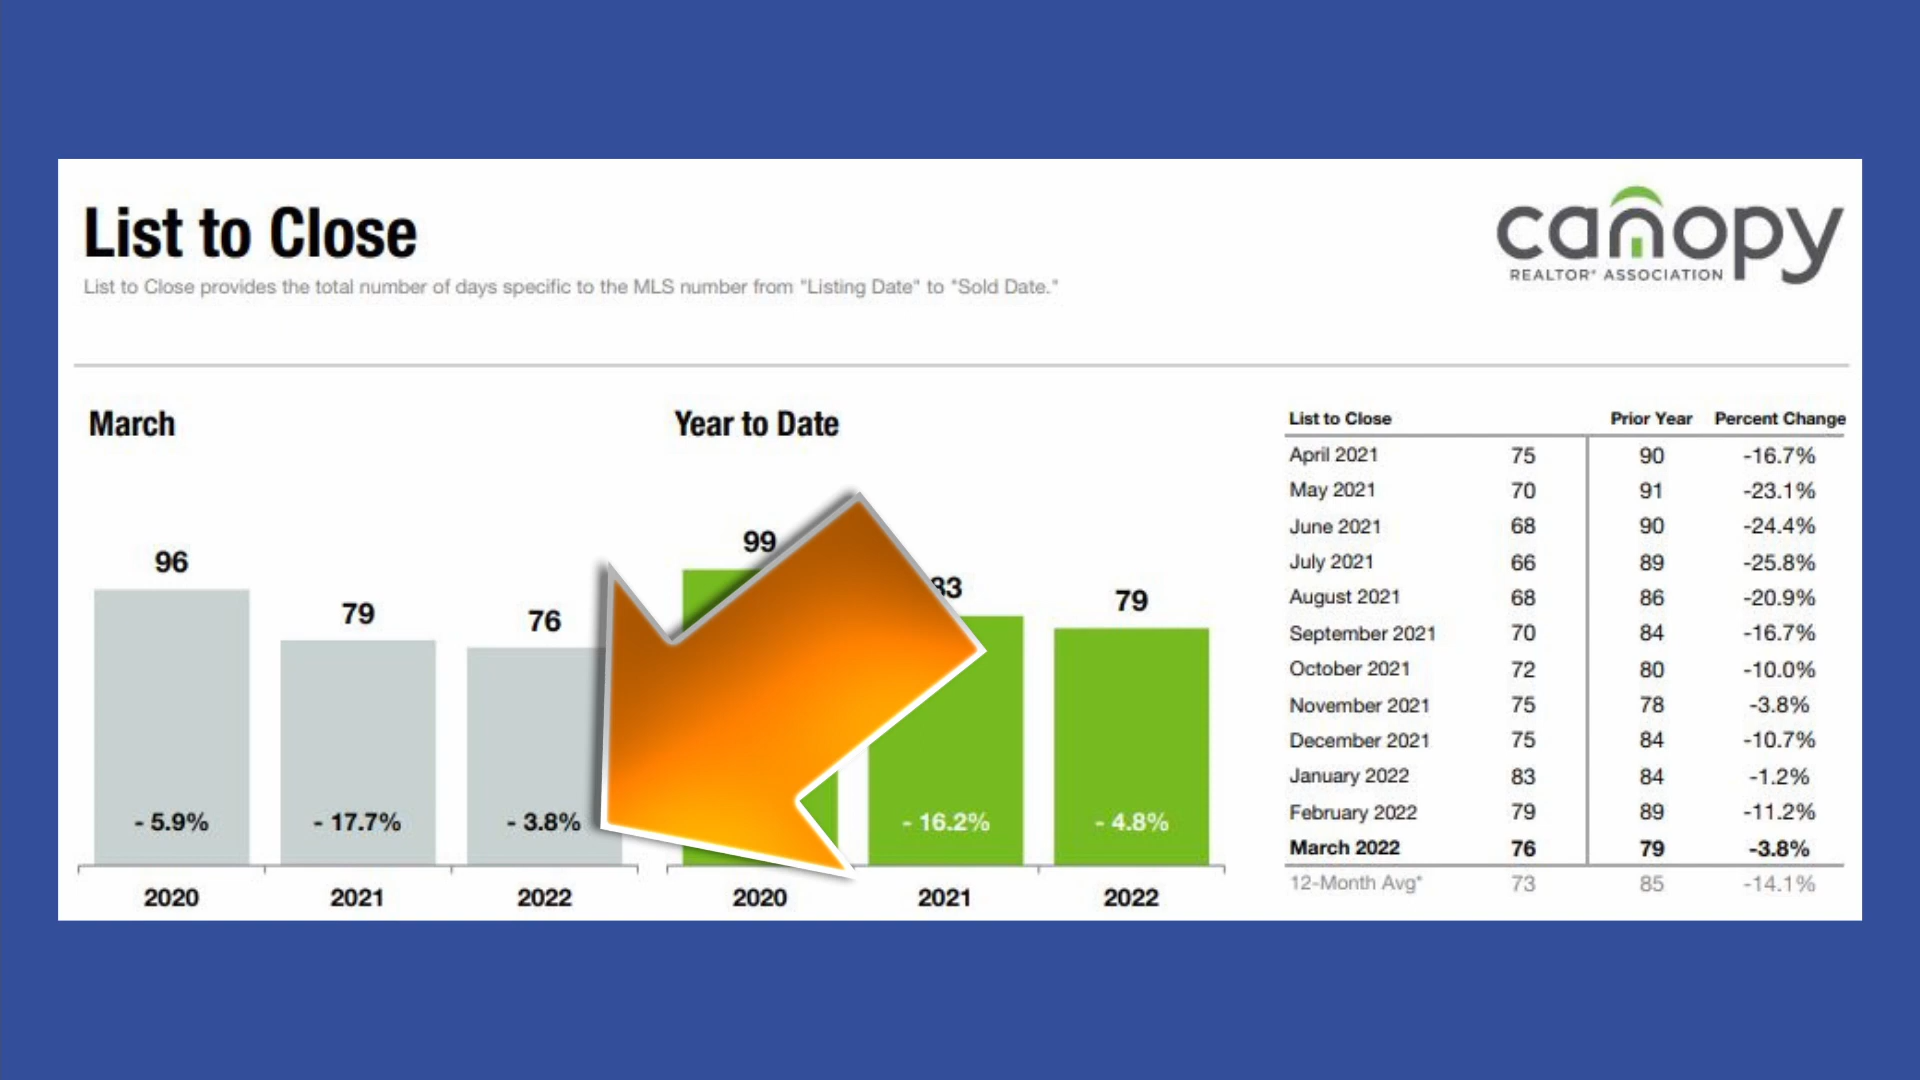 List to Close
List to Close provides the total number of days specific to the MLS number from "Listing Date" to "Sold Date."
canopy
REALTOR® ASSOCIATION
March
96
79
76
- 5.9%
- 17.7%
- 3.8%
2020
2021
2022
Year to Date
99
79
- 16.2%
- 4.8%
2020
2021
2022
List to Close Prior Year Percent Change
April 2021 75 90 -16.7%
May 2021 70 91 -23.1%
June 2021 68 90 -24.4%
July 2021 66 89 -25.8%
August 2021 68 86 -20.9%
September 2021 70 84 -16.7%
October 2021 72 80 -10.0%
November 2021 75 78 -3.8%
December 2021 75 84 -10.7%
January 2022 83 84 -1.2%
February 2022 79 89 -11.2%
March 2022 76 79 -3.8%
12-Month Avg* 73 85 -14.1%